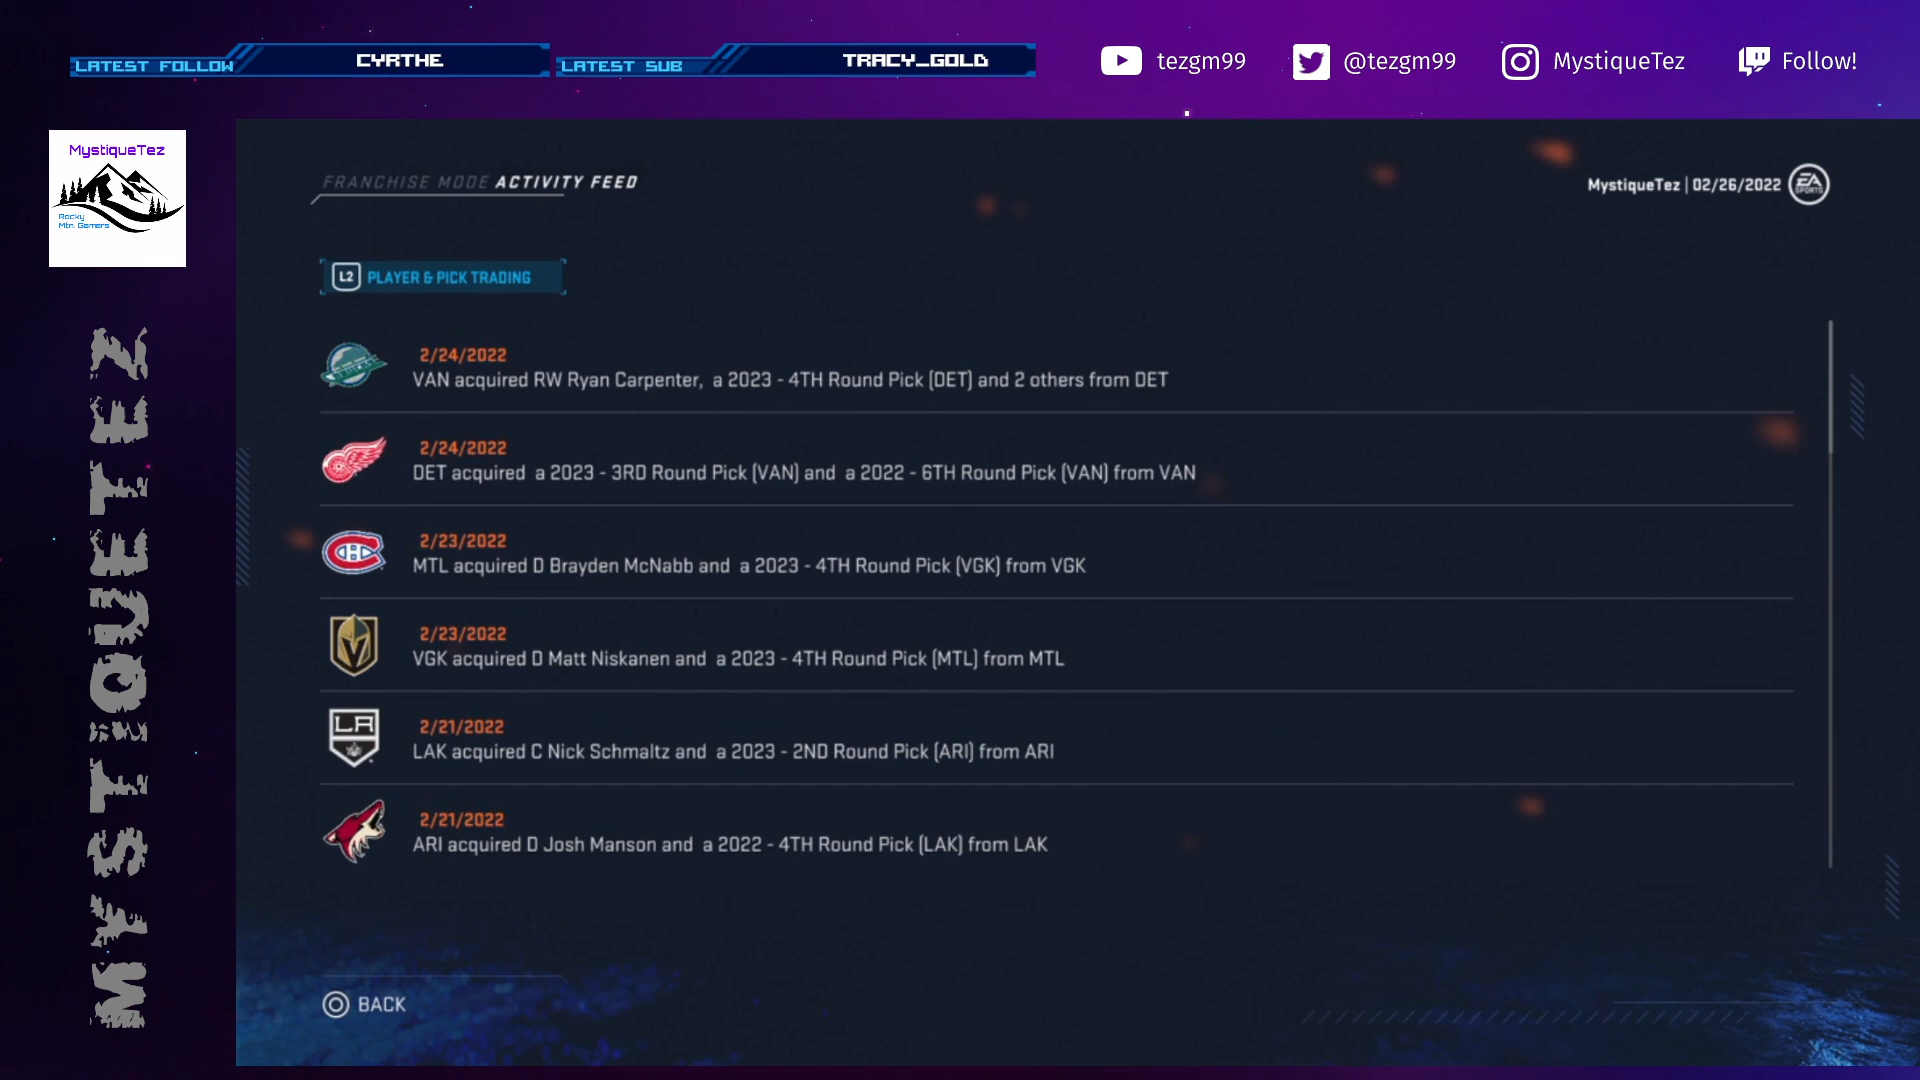 LATEST FOLLOW
CYRTHE
LATEST SUB
TRACY_GOLD
tezgm99
@tezgm99
MystiqueTez
Follow!
MystiqueTez
Rocky
Mtn. Gamers
MYSTIQUETEZ
FRANCHISE MODE ACTIVITY FEED
MystiqueTez | 02/26/2022
EA
SPORTS
L2 PLAYER & PICK TRADING
2/24/2022
VAN acquired RW Ryan Carpenter, a 2023 - 4TH Round Pick (DET) and 2 others from DET
2/24/2022
DET acquired a 2023 - 3RD Round Pick (VAN) and a 2022 - 6TH Round Pick (VAN) from VAN
2/23/2022
MTL acquired D Brayden McNabb and a 2023 - 4TH Round Pick (VGK) from VGK
2/23/2022
VGK acquired D Matt Niskanen and a 2023 - 4TH Round Pick (MTL) from MTL
LA
2/21/2022
LAK acquired C Nick Schmaltz and a 2023 - 2ND Round Pick (ARI) from ARI
2/21/2022
ARI acquired D Josh Manson and a 2022 - 4TH Round Pick (LAK) from LAK
BACK